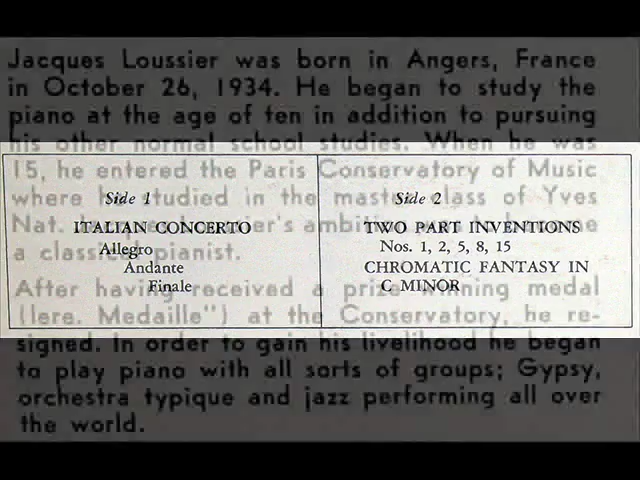 Jacques Loussier was born in Angers, France
in October 26, 1934. He began to study the
piano at the age of ten in addition to pursuing
his other normal school studies. When he was
15, he entered the Paris Conservatory of Music
where he studied in the master class of Yves
Nat. Jacques Loussier's ambition was to become
a classical pianist.
After having received a prize winning medal
(lere. Medaille") at the Conservatory, he re-
signed. In order to gain his livelihood he began
to play piano with all sorts of groups; Gypsy,
orchestra typique and jazz performing all over
the world.
Side 1
ITALIAN CONCERTO
Allegro
Andante
Finale
Side 2
TWO PART INVENTIONS
Nos. 1, 2, 5, 8, 15
CHROMATIC FANTASY IN
C MINOR